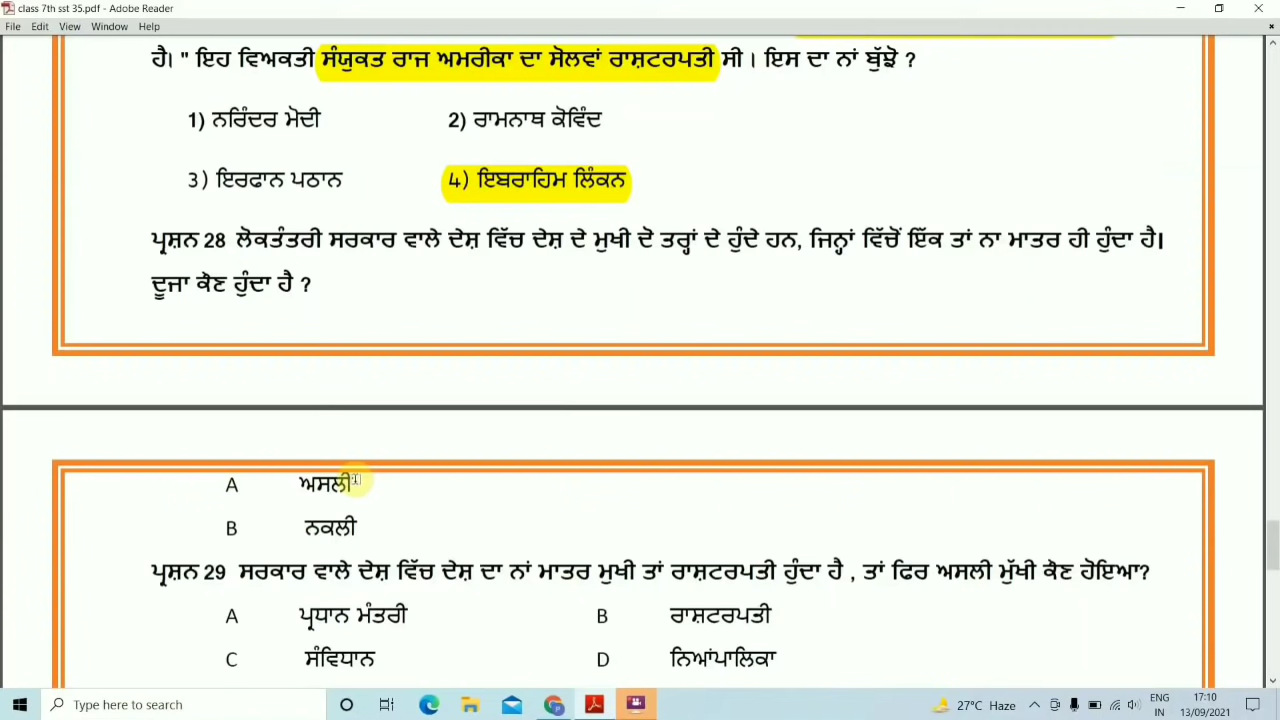 class 7th sst 35.pdf - Adobe Reader
File Edit View Window Help
ਹੈ। " ਇਹ ਵਿਅਕਤੀ ਸੰਯੁਕਤ ਰਾਜ ਅਮਰੀਕਾ ਦਾ ਸੋਲਵਾਂ ਰਾਸ਼ਟਰਪਤੀ ਸੀ । ਇਸ ਦਾ ਨਾਂ ਬੁੱਝੋ ?
1) ਨਰਿੰਦਰ ਮੋਦੀ 2) ਰਾਮਨਾਥ ਕੋਵਿੰਦ
3) ਇਰਫਾਨ ਪਠਾਨ 4) ਇਬਰਾਹਿਮ ਲਿੰਕਨ
ਪ੍ਰਸ਼ਨ 28 ਲੋਕਤੰਤਰੀ ਸਰਕਾਰ ਵਾਲੇ ਦੇਸ਼ ਵਿੱਚ ਦੇਸ਼ ਦੇ ਮੁਖੀ ਦੋ ਤਰ੍ਹਾਂ ਦੇ ਹੁੰਦੇ ਹਨ, ਜਿਨ੍ਹਾਂ ਵਿੱਚੋਂ ਇੱਕ ਤਾਂ ਨਾ ਮਾਤਰ ਹੀ ਹੁੰਦਾ ਹੈ।
ਦੂਜਾ ਕੋਣ ਹੁੰਦਾ ਹੈ ?
A ਅਸਲੀ
B ਨਕਲੀ
ਪ੍ਰਸ਼ਨ 29 ਸਰਕਾਰ ਵਾਲੇ ਦੇਸ਼ ਵਿੱਚ ਦੇਸ਼ ਦਾ ਨਾਂ ਮਾਤਰ ਮੁਖੀ ਤਾਂ ਰਾਸ਼ਟਰਪਤੀ ਹੁੰਦਾ ਹੈ , ਤਾਂ ਫਿਰ ਅਸਲੀ ਮੁੱਖੀ ਕੋਣ ਹੋਇਆ?
A ਪ੍ਰਧਾਨ ਮੰਤਰੀ B ਰਾਸ਼ਟਰਪਤੀ
C ਸੰਵਿਧਾਨ D ਨਿਆਂਪਾਲਿਕਾ
Type here to search 27°C Haze ENG 17:10
IN 13/09/2021